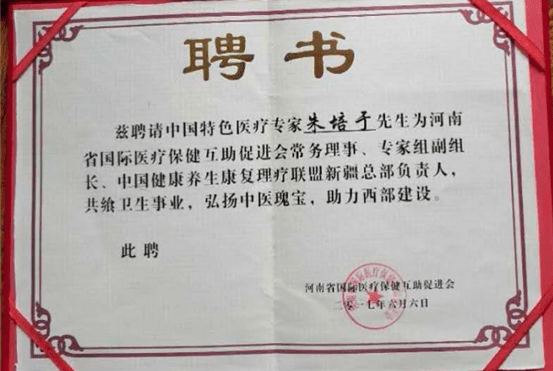 聘书
兹聘请中国特色医疗专家朱培于先生为河南
省国际医疗保健互助促进会常务理事、专家组副组
长、中国健康养生康复理疗联盟新疆总部负责人，
共飨卫生事业，弘扬中医瑰宝，助力西部建设。
此聘
河南省国际医疗保健互助促进会
二〇一七年六月六日